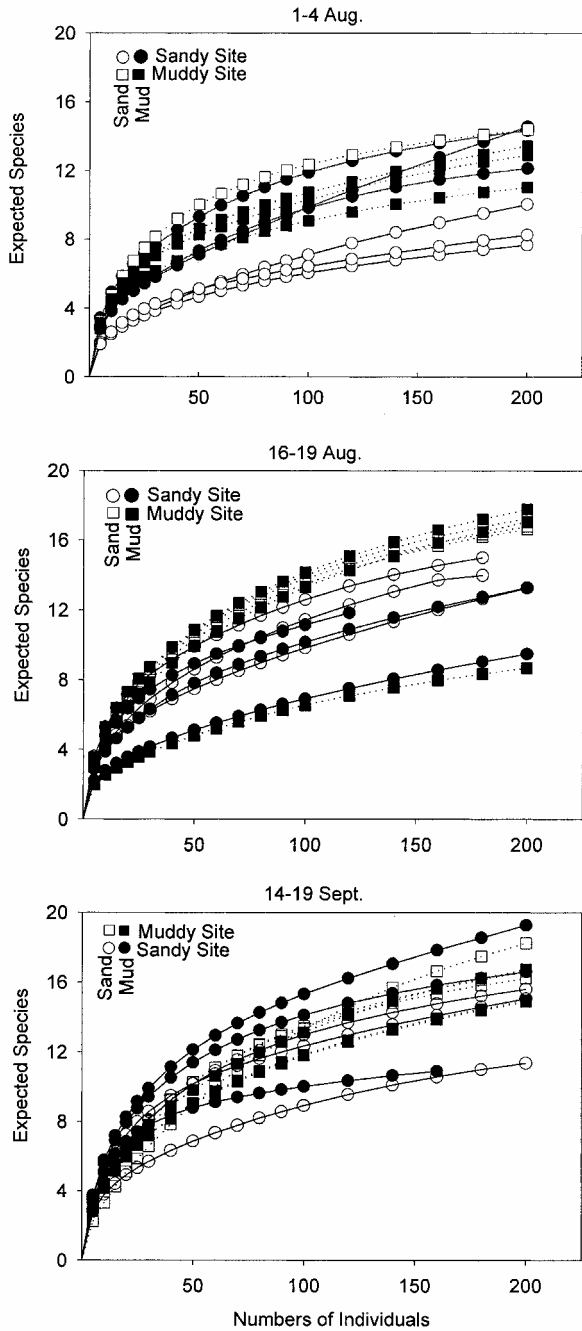 1-4 Aug.
20
16
12
8
4
0
Expected Species
Sandy Site
Muddy Site
Sand
Mud
50
100
150
200
16-19 Aug.
20
16
12
8
4
0
Expected Species
Sandy Site
Muddy Site
Sand
Mud
50
100
150
200
14-19 Sept.
20
16
12
8
4
0
Expected Species
Muddy Site
Sandy Site
Sand
Mud
50
100
150
200
Numbers of Individuals